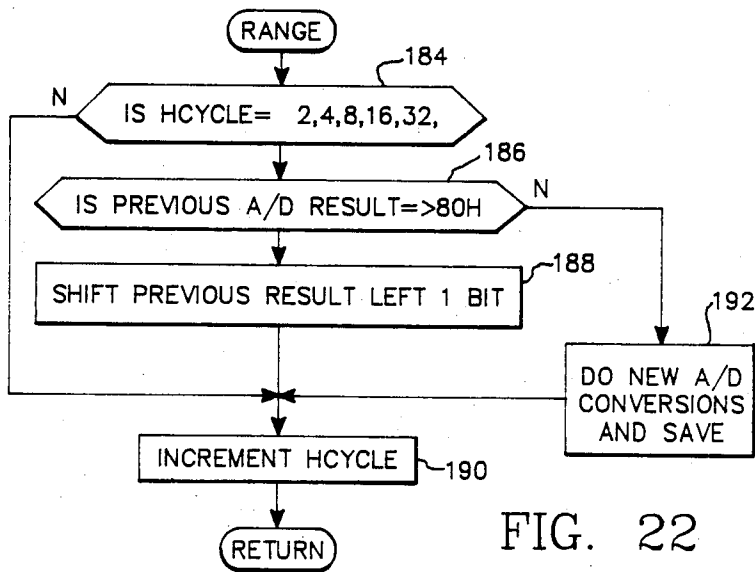 RANGE
184
N
IS HCYCLE= 2,4,8,16,32,
186
IS PREVIOUS A/D RESULT=>80H
N
188
SHIFT PREVIOUS RESULT LEFT 1 BIT
192
DO NEW A/D
CONVERSIONS
AND SAVE
INCREMENT HCYCLE
190
RETURN
FIG. 22